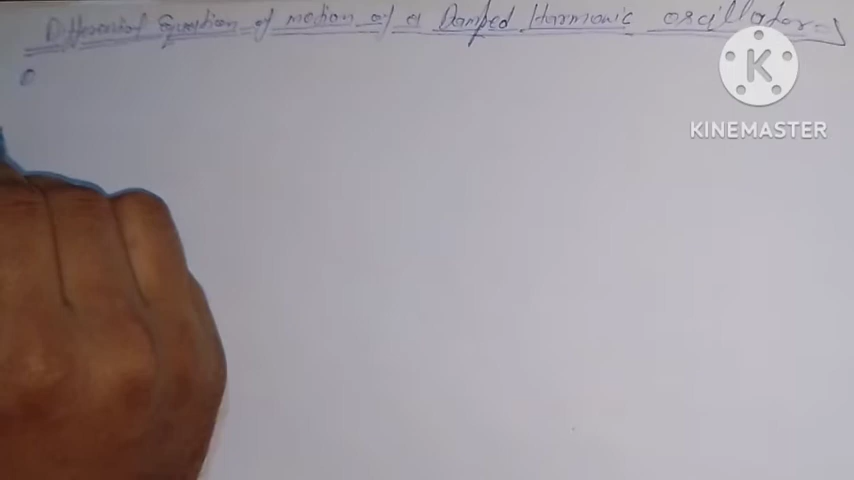 Differential Equation of motion of a Damped Harmonic oscillator
K
KINEMASTER